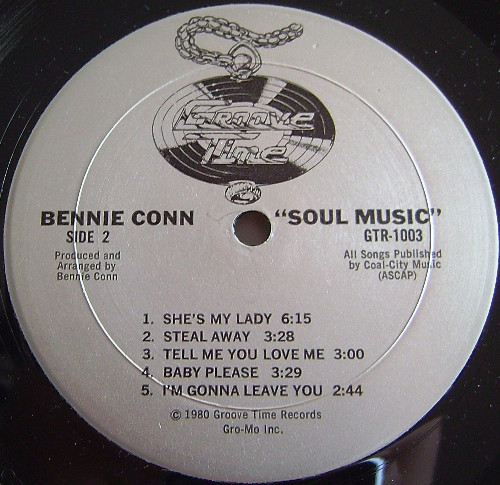 Groove
Time
BENNIE CONN
SIDE 2
Produced and
Arranged by
Bennie Conn
"SOUL MUSIC"
GTR-1003
All Songs Published
by Coal-City Music
(ASCAP)
1. SHE'S MY LADY 6:15
2. STEAL AWAY 3:28
3. TELL ME YOU LOVE ME 3:00
4. BABY PLEASE 3:29
5. I'M GONNA LEAVE YOU 2:44
© 1980 Groove Time Records
Gro-Mo Inc.